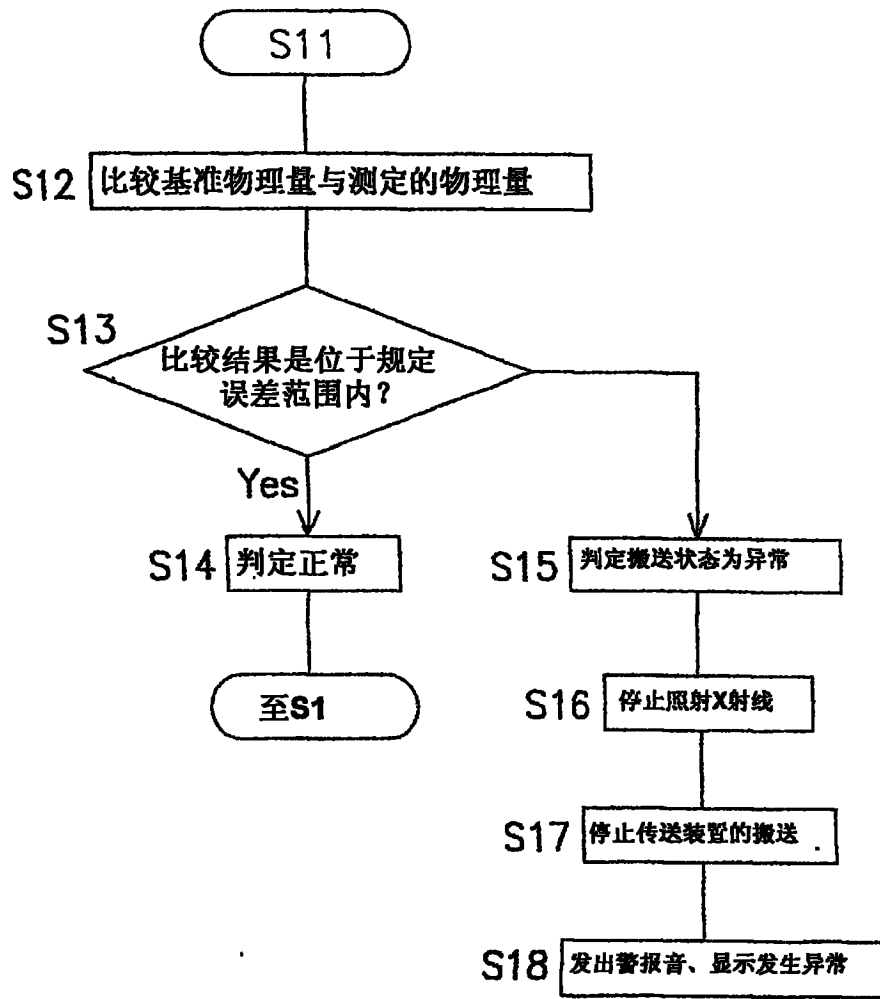 S11
S12 比较基准物理量与测定的物理量
S13
比较结果是位于规定
误差范围内?
Yes
S14 判定正常
S15 判定搬送状态为异常
至S1
S16 停止照射X射线
S17 停止传送装置的搬送
S18 发出警报音、显示发生异常